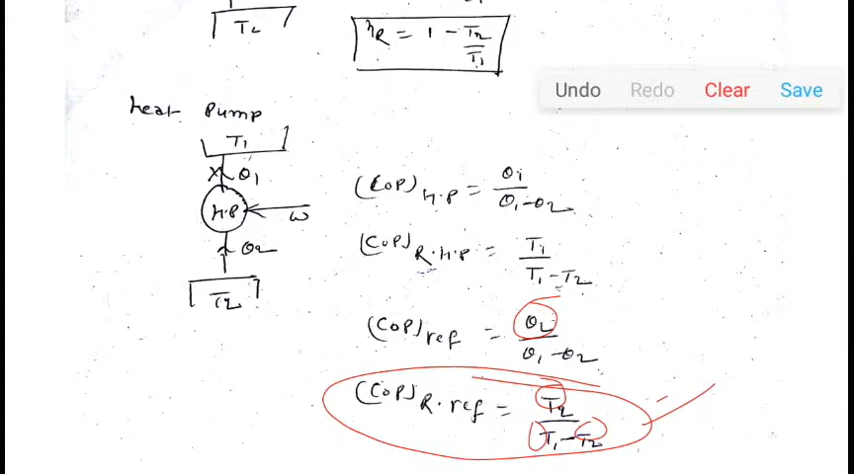 T2
ηR = 1 - T2/T1
Undo Redo Clear Save
heat pump
T1
Q1
H.P
W
Q2
T2
(COP)H.P = Q1/Q1-Q2
(COP)R.H.P = T1/T1-T2
(COP)ref = Q2/Q1-Q2
(COP)R.ref = T2/T1-T2